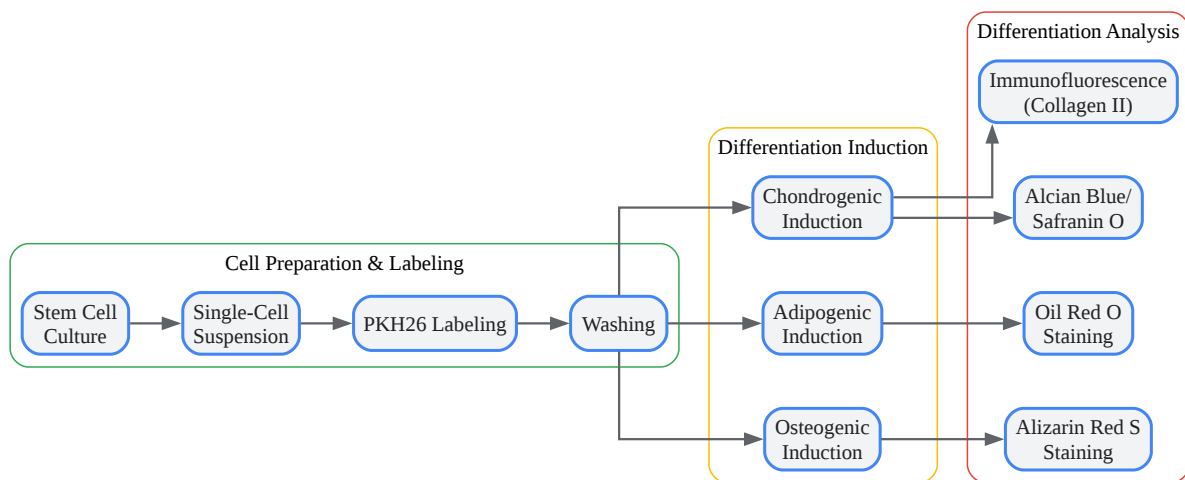 Differentiation Analysis
Immunofluorescence
(Collagen II)
Differentiation Induction
Chondrogenic
Induction
Alcian Blue/
Safranin O
Cell Preparation & Labeling
Stem Cell
Culture
Single-Cell
Suspension
PKH26 Labeling
Washing
Adipogenic
Induction
Oil Red O
Staining
Osteogenic
Induction
Alizarin Red S
Staining